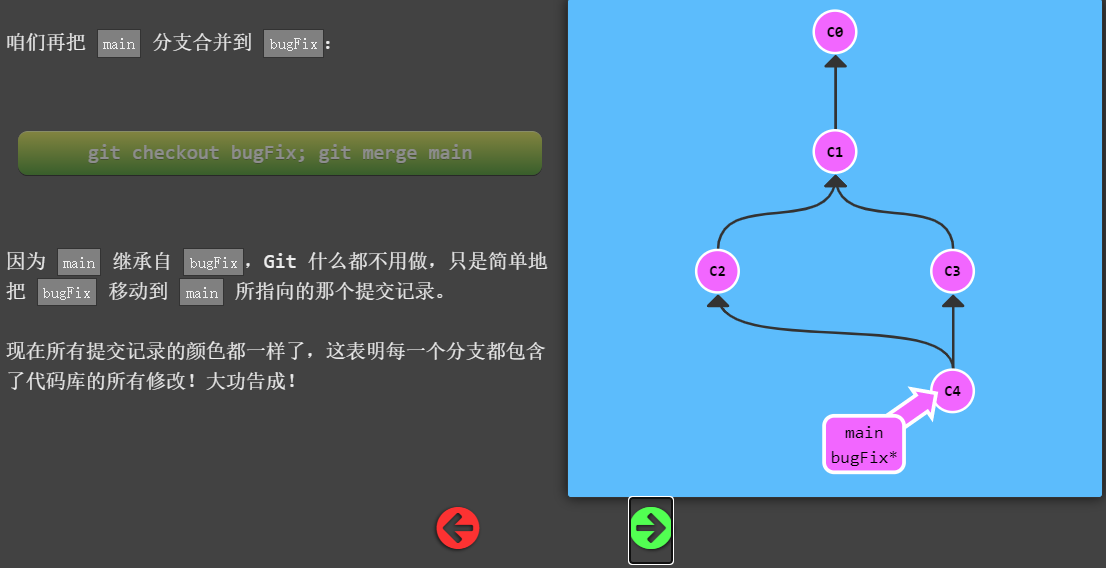 咱们再把 main 分支合并到 bugFix：
git checkout bugFix; git merge main
因为 main 继承自 bugFix，Git 什么都不用做，只是简单地
把 bugFix 移动到 main 所指向的那个提交记录。
现在所有提交记录的颜色都一样了，这表明每一个分支都包含
了代码库的所有修改！大功告成！
C0
C1
C2
C3
C4
main
bugFix*